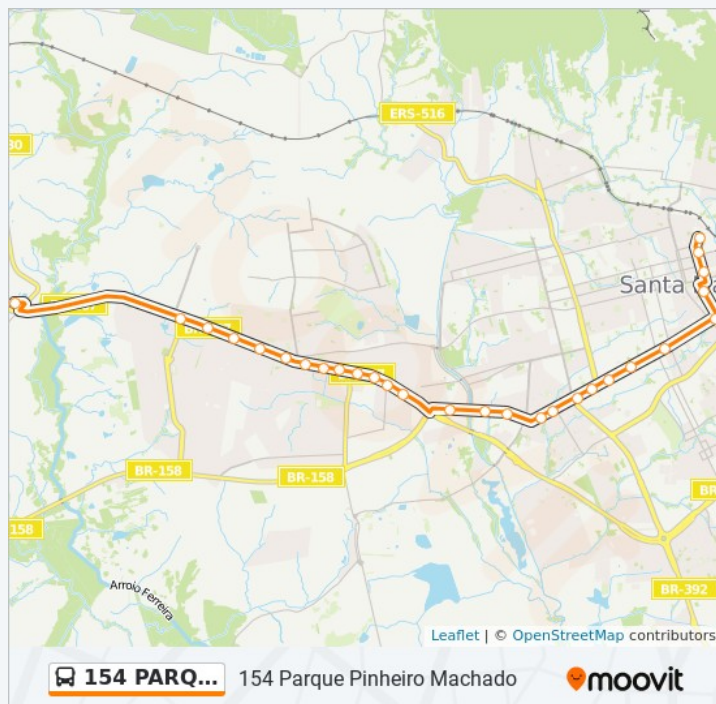 ERS-516
30
Santa
BR-158
BR-158
158
BR-392
Arroio Ferreira
Leaflet | © OpenStreetMap contributors
154 PARQ...
154 Parque Pinheiro Machado
moovit